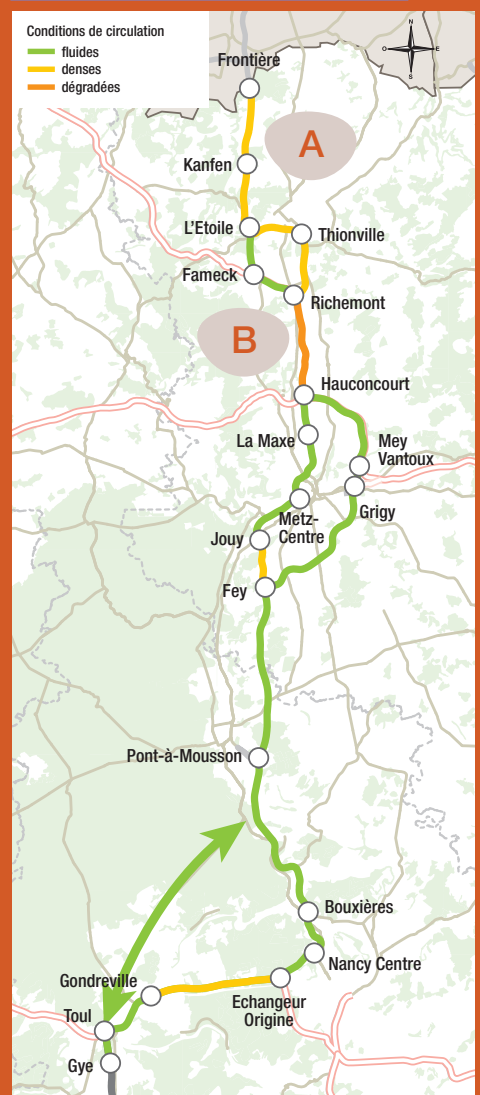 Conditions de circulation
fluides
denses
dégradées
N
O
E
S
Frontière
A
Kanfen
L'Etoile
Thionville
Fameck
Richemont
B
Hauconcourt
La Maxe
Mey
Vantoux
Metz-
Centre
Grigy
Jouy
Fey
Pont-à-Mousson
Bouxières
Nancy Centre
Gondreville
Echangeur
Origine
Toul
Gye